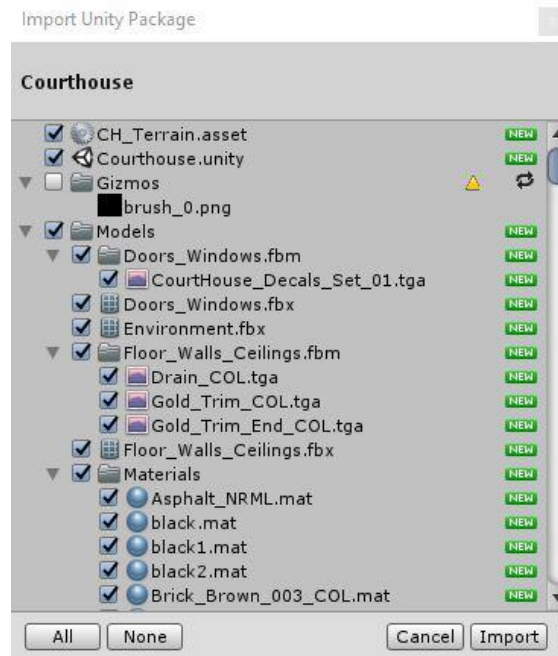 Import Unity Package
Courthouse
CH_Terrain.asset NEW
Courthouse.unity NEW
Gizmos
brush_0.png
Models NEW
Doors_Windows.fbm NEW
CourtHouse_Decals_Set_01.tga NEW
Doors_Windows.fbx NEW
Environment.fbx NEW
Floor_Walls_Ceilings.fbm NEW
Drain_COL.tga NEW
Gold_Trim_COL.tga NEW
Gold_Trim_End_COL.tga NEW
Floor_Walls_Ceilings.fbx NEW
Materials NEW
Asphalt_NRML.mat NEW
black.mat NEW
black1.mat NEW
black2.mat NEW
Brick_Brown_003_COL.mat NEW
All None Cancel Import